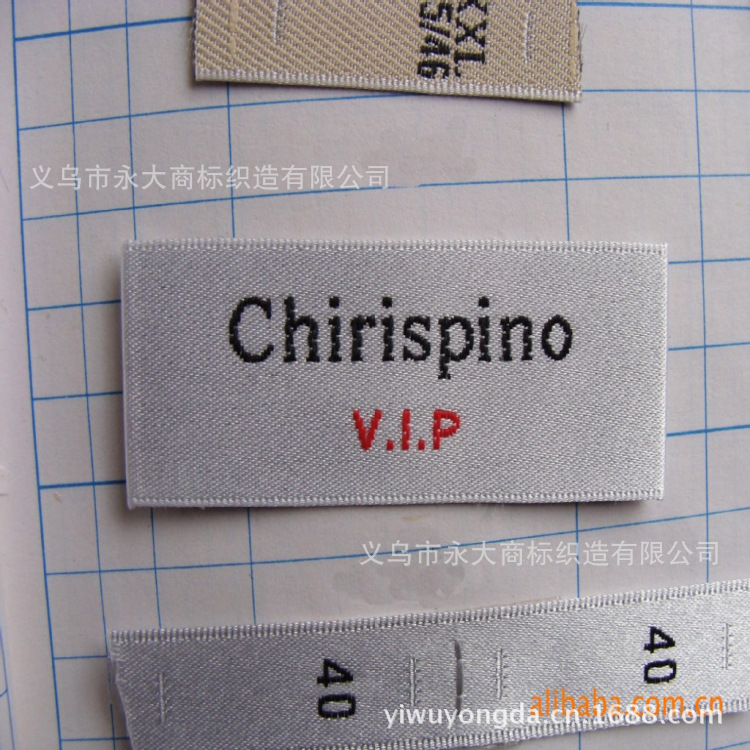 XXL
5/46
义乌市永大商标织造有限公司
Chirispino
V.I.P
义乌市永大商标织造有限公司
40
40
alibaba.com.cn
yiwuyongda.cn.1688.com